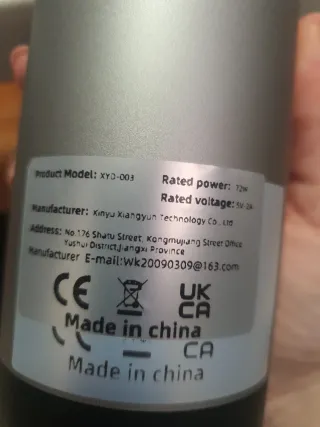 Product Model: XYD-003
Rated power: 72w
Rated voltage: 5V-2A
Manufacturer: Xinyu Xiangyun Technology Co., Ltd
Address: No.176 Shatu Street, Kongmujiang Street Office
Yushui District,Jiangxi Province
Manufacturer E-mail:Wk20090309@163.com
CE
UK
CA
Made in china
CA
Made in china